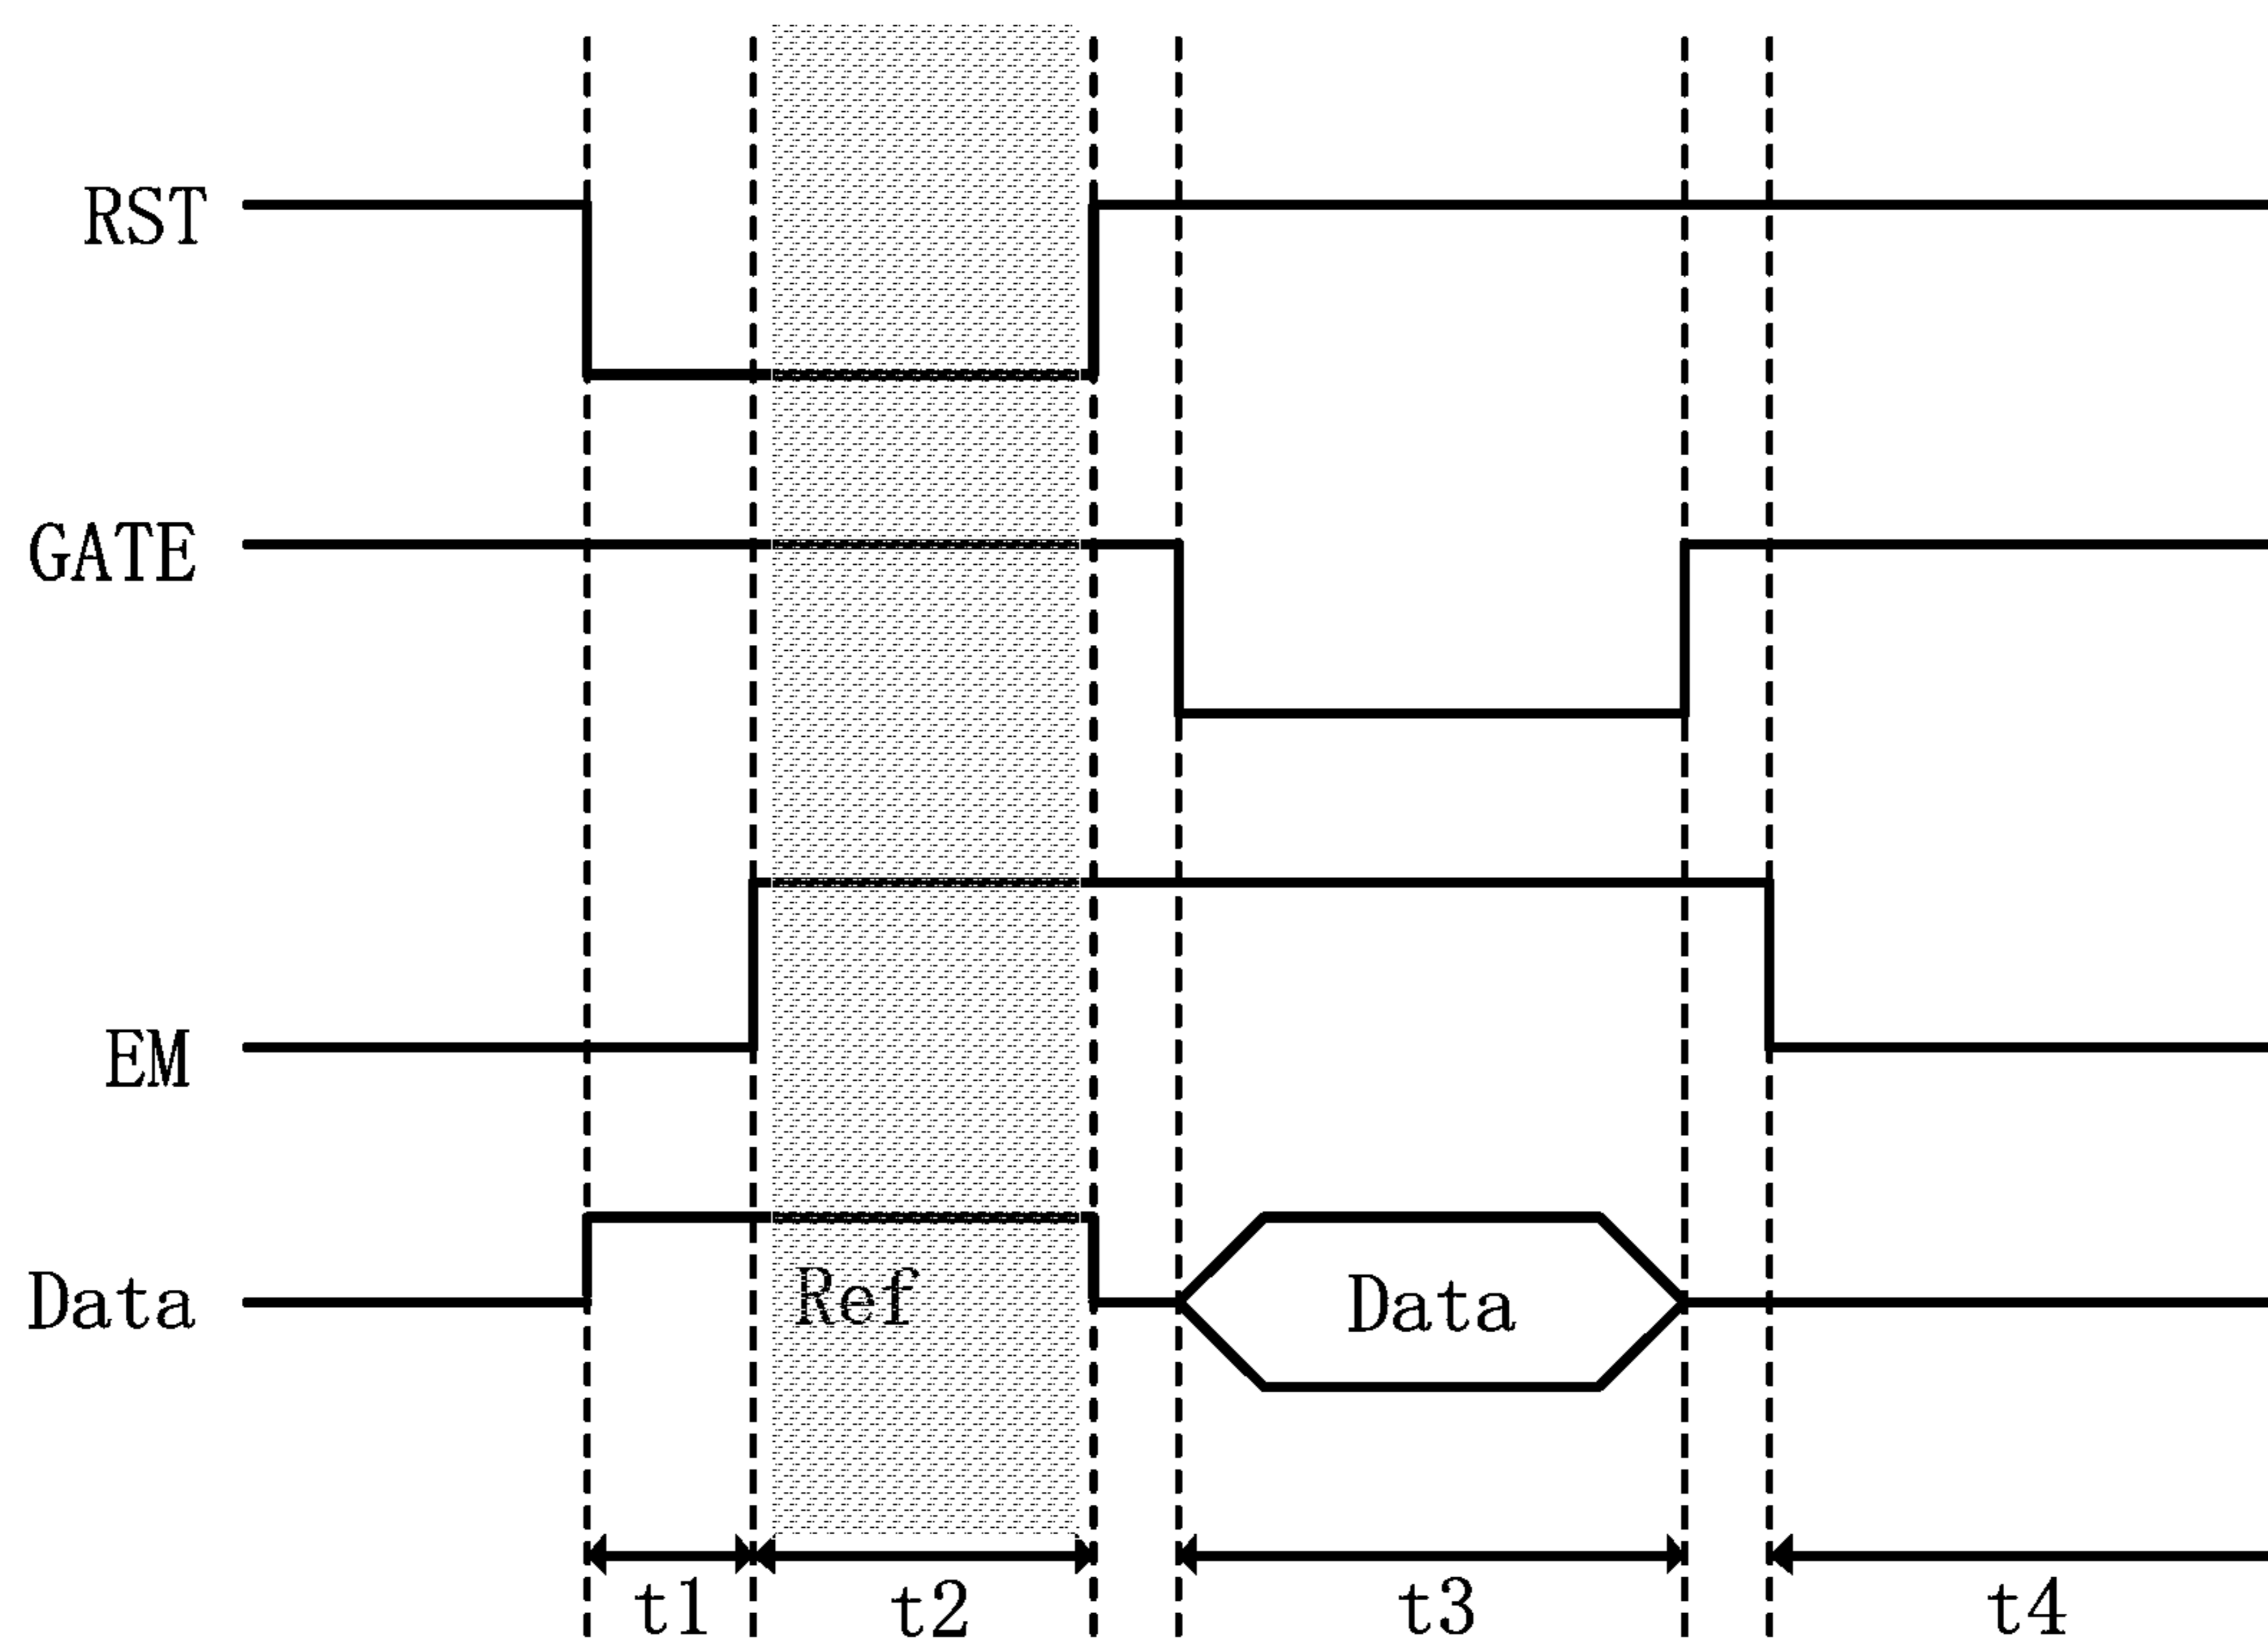 RST
GATE
EM
Data
Ref
Data
t1
t2
t3
t4